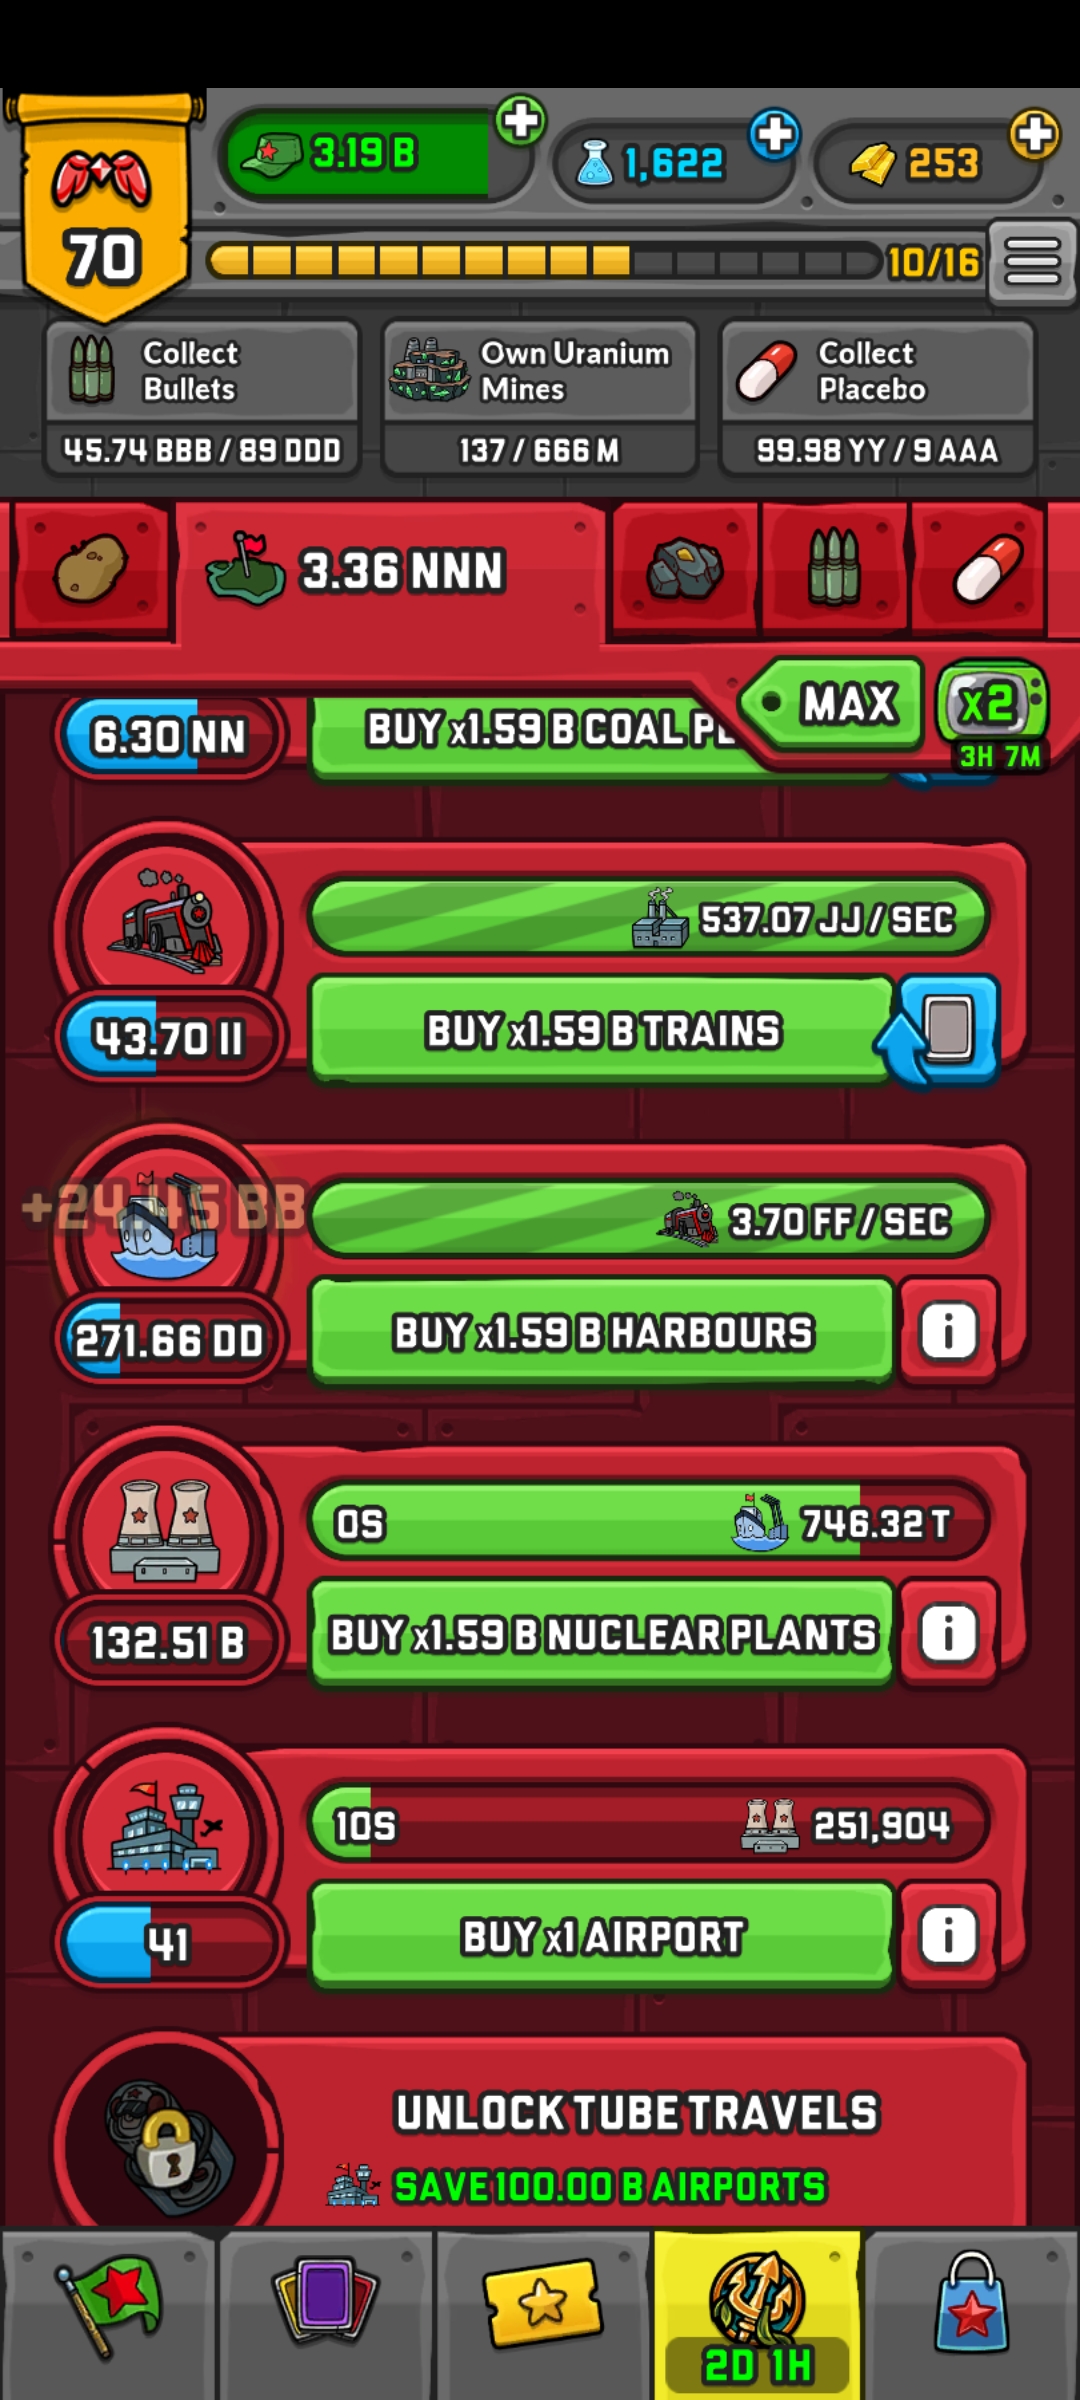 3.19 B
1,622
253
70
10/16
Collect
Bullets
45.74 BBB / 89 DDD
Own Uranium
Mines
137 / 666 M
Collect
Placebo
99.98 YY / 9 AAA
3.36 NNN
MAX
x2
3H 7M
6.30 NN
BUY x1.59 B COAL
537.07 JJ / SEC
43.70 II
BUY x1.59 B TRAINS
+24.45 BB
3.70 FF / SEC
271.66 DD
BUY x1.59 B HARBOURS
i
0S
746.32 T
132.51 B
BUY x1.59 B NUCLEAR PLANTS
i
10S
251,904
41
BUY x1 AIRPORT
i
UNLOCK TUBE TRAVELS
SAVE 100.00 B AIRPORTS
2D 1H